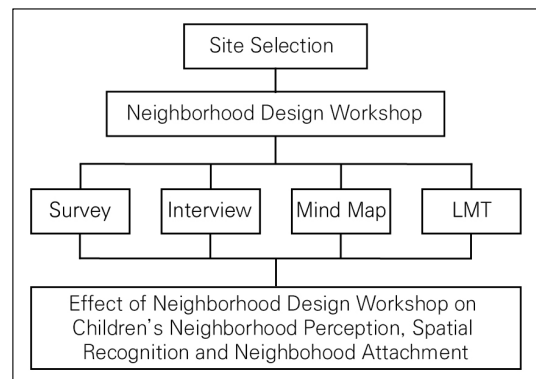 Site Selection
Neighborhood Design Workshop
Survey
Interview
Mind Map
LMT
Effect of Neighborhood Design Workshop on
Children's Neighborhood Perception, Spatial
Recognition and Neighbohood Attachment